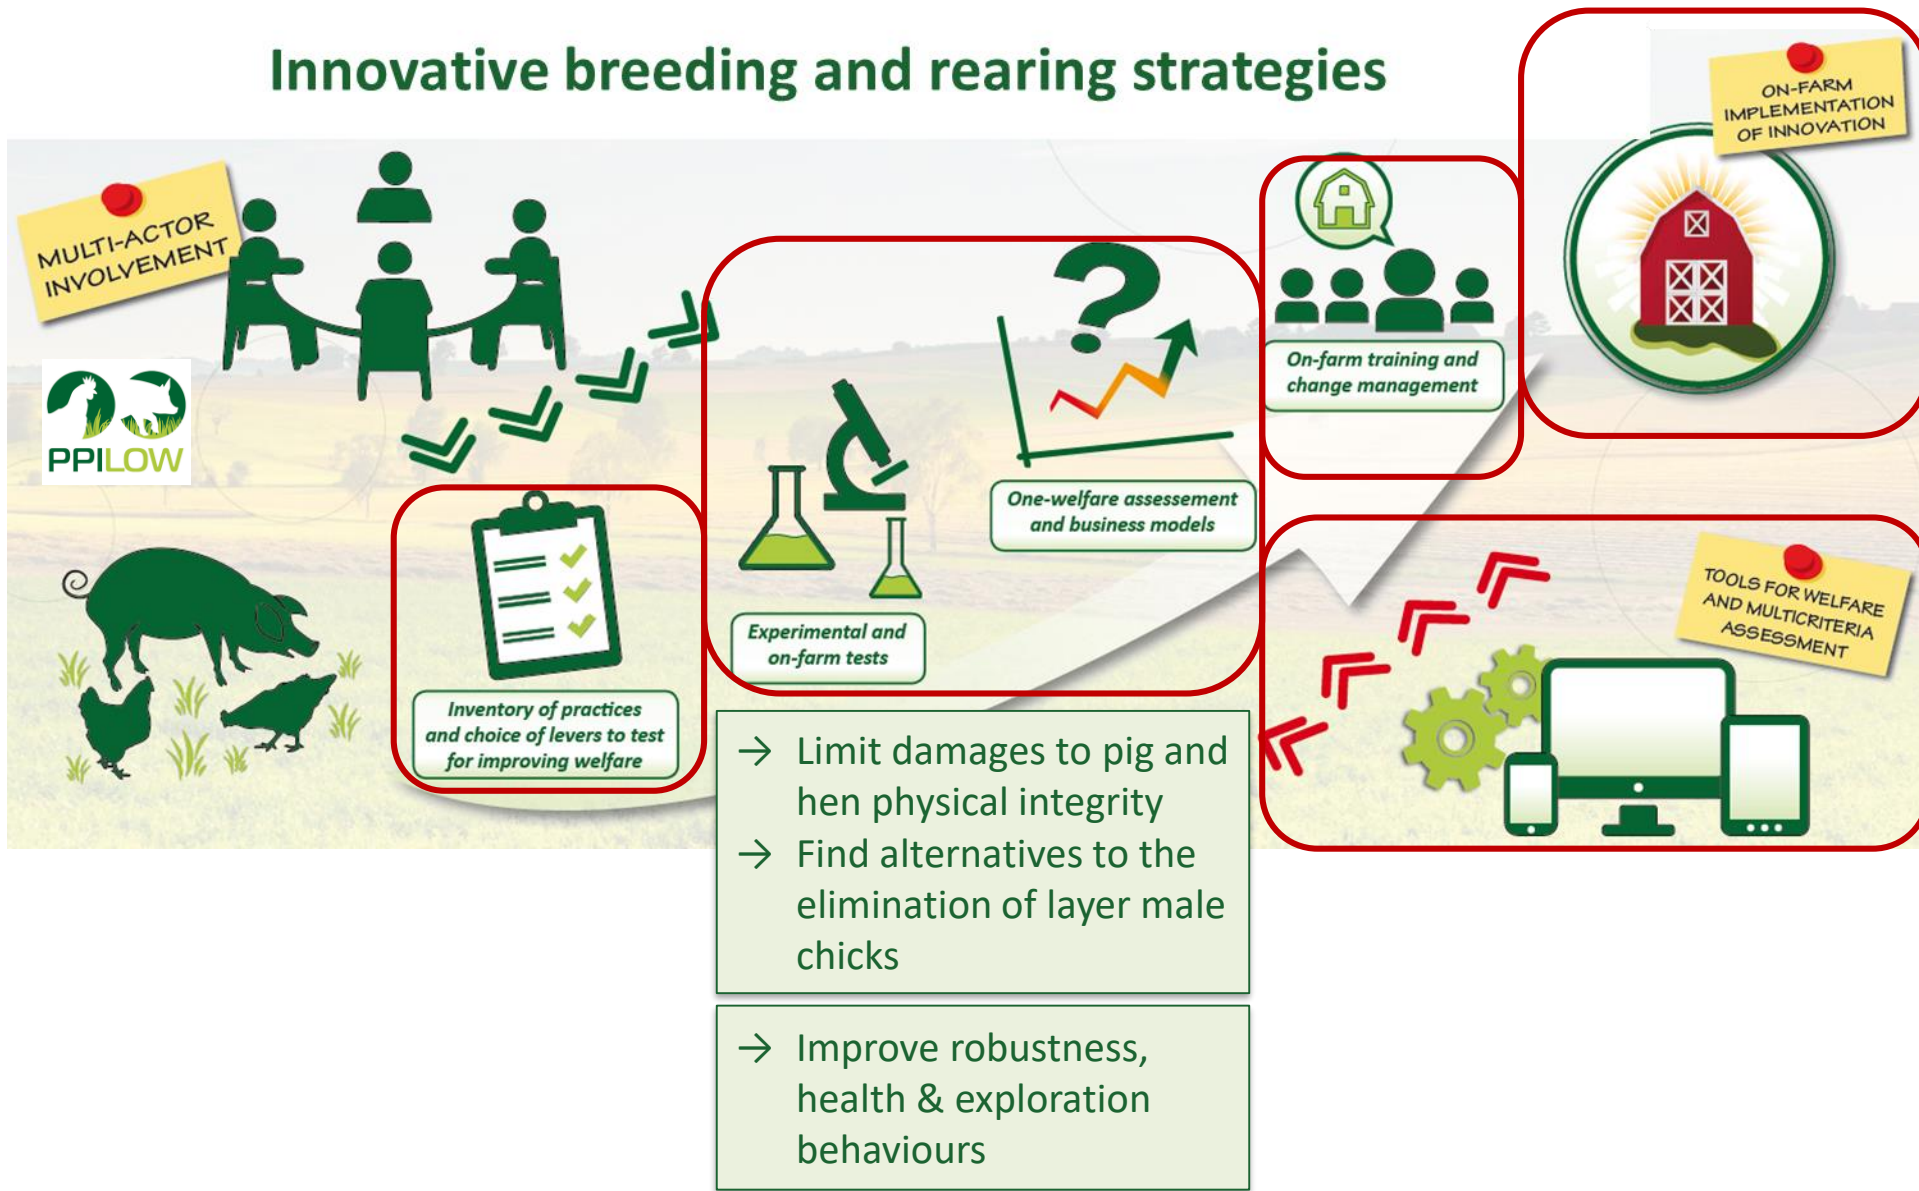 Innovative breeding and rearing strategies
ON-FARM
IMPLEMENTATION
OF INNOVATION
MULTI-ACTOR
INVOLVEMENT
PPILOW
On-farm training and
change management
One-welfare assessement
and business models
Experimental and
on-farm tests
TOOLS FOR WELFARE
AND MULTICRITERIA
ASSESSMENT
Inventory of practices
and choice of levers to test
for improving welfare
→ Limit damages to pig and
hen physical integrity
→ Find alternatives to the
elimination of layer male
chicks
→ Improve robustness,
health & exploration
behaviours